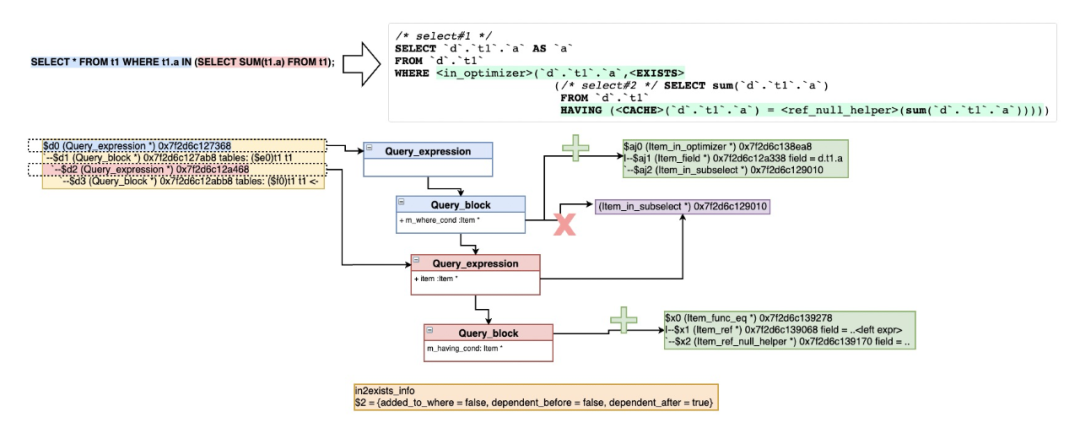 /* select#1 */
SELECT `d`.`t1`.`a` AS `a`
FROM `d`.`t1`
WHERE <in_optimizer>(`d`.`t1`.`a`,<EXISTS>
(/* select#2 */ SELECT sum(`d`.`t1`.`a`)
FROM `d`.`t1`
HAVING (<CACHE>(`d`.`t1`.`a`) = <ref_null_helper>(sum(`d`.`t1`.`a`)))))
SELECT * FROM t1 WHERE t1.a IN (SELECT SUM(t1.a) FROM t1);
$d0 (Query_expression *) 0x7f2d6c127368
--$d1 (Query_block *) 0x7f2d6c127ab8 tables: ($e0)t1 t1
`--$d2 (Query_expression *) 0x7f2d6c12a468
--$d3 (Query_block *) 0x7f2d6c12abb8 tables: ($f0)t1 t1 <-
Query_expression
Query_block
+ m_where_cond :Item *
$aj0 (Item_in_optimizer *) 0x7f2d6c138ea8
|--$aj1 (Item_field *) 0x7f2d6c12a338 field = d.t1.a
`--$aj2 (Item_in_subselect *) 0x7f2d6c129010
(Item_in_subselect *) 0x7f2d6c129010
Query_expression
+ item :Item *
Query_block
m_having_cond: Item *
$x0 (Item_func_eq *) 0x7f2d6c139278
|--$x1 (Item_ref *) 0x7f2d6c139068 field = ..<left expr>
`--$x2 (Item_ref_null_helper *) 0x7f2d6c139170 field = ..
in2exists_info
$2 = {added_to_where = false, dependent_before = false, dependent_after = true}